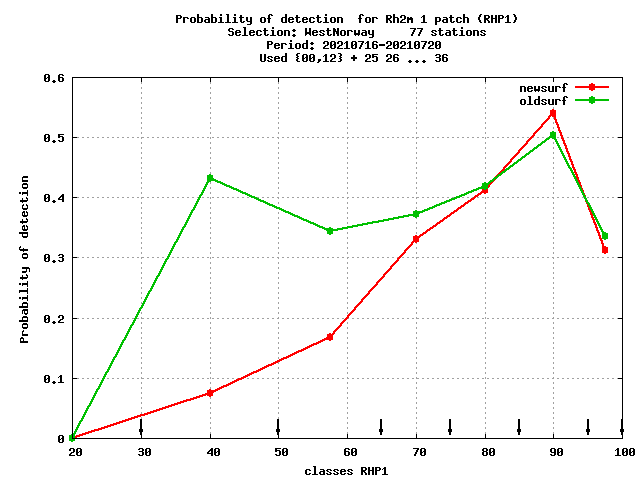 Probability of detection  for Rh2m 1 patch (RHP1)
Selection: WestNorway     77 stations
Period: 20210716-20210720
Used {00,12} + 25 26 ... 36
newsurf
oldsurf
0.6
0.5
0.4
0.3
0.2
0.1
0
Probability of detection
20 30 40 50 60 70 80 90 100
classes RHP1